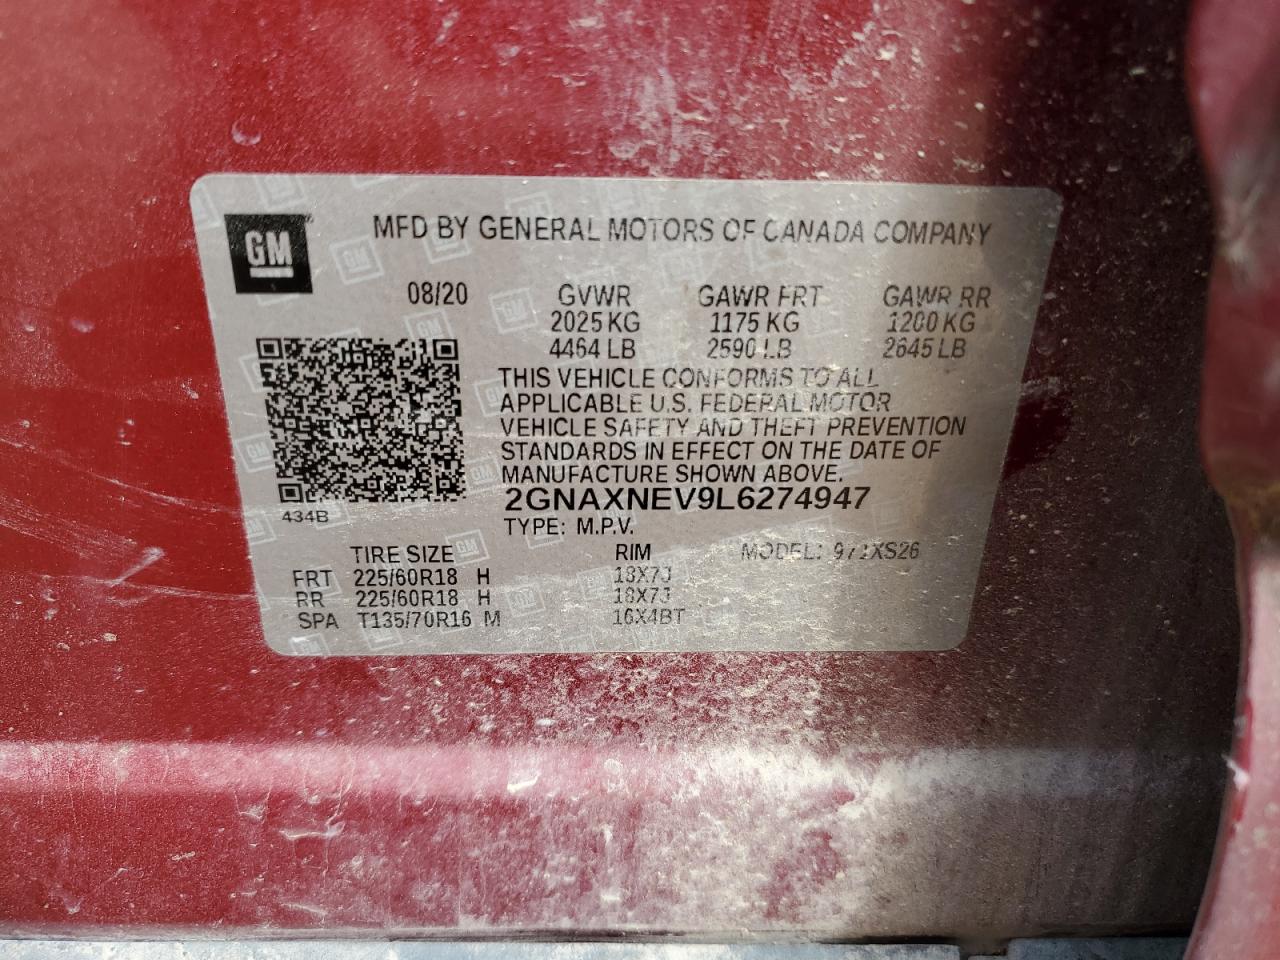 GM
MFD BY GENERAL MOTORS OF CANADA COMPANY
08/20
GVWR GAWR FRT GAWR RR
2025 KG 1175 KG 1200 KG
4464 LB 2590 LB 2645 LB
THIS VEHICLE CONFORMS TO ALL
APPLICABLE U.S. FEDERAL MOTOR
VEHICLE SAFETY AND THEFT PREVENTION
STANDARDS IN EFFECT ON THE DATE OF
MANUFACTURE SHOWN ABOVE.
2GNAXNEV9L6274947
434B
TYPE: M.P.V.
TIRE SIZE RIM MODEL:
FRT 225/60R18 H 18X7J
RR 225/60R18 H 18X7J
SPA T135/70R16 M 16X4BT